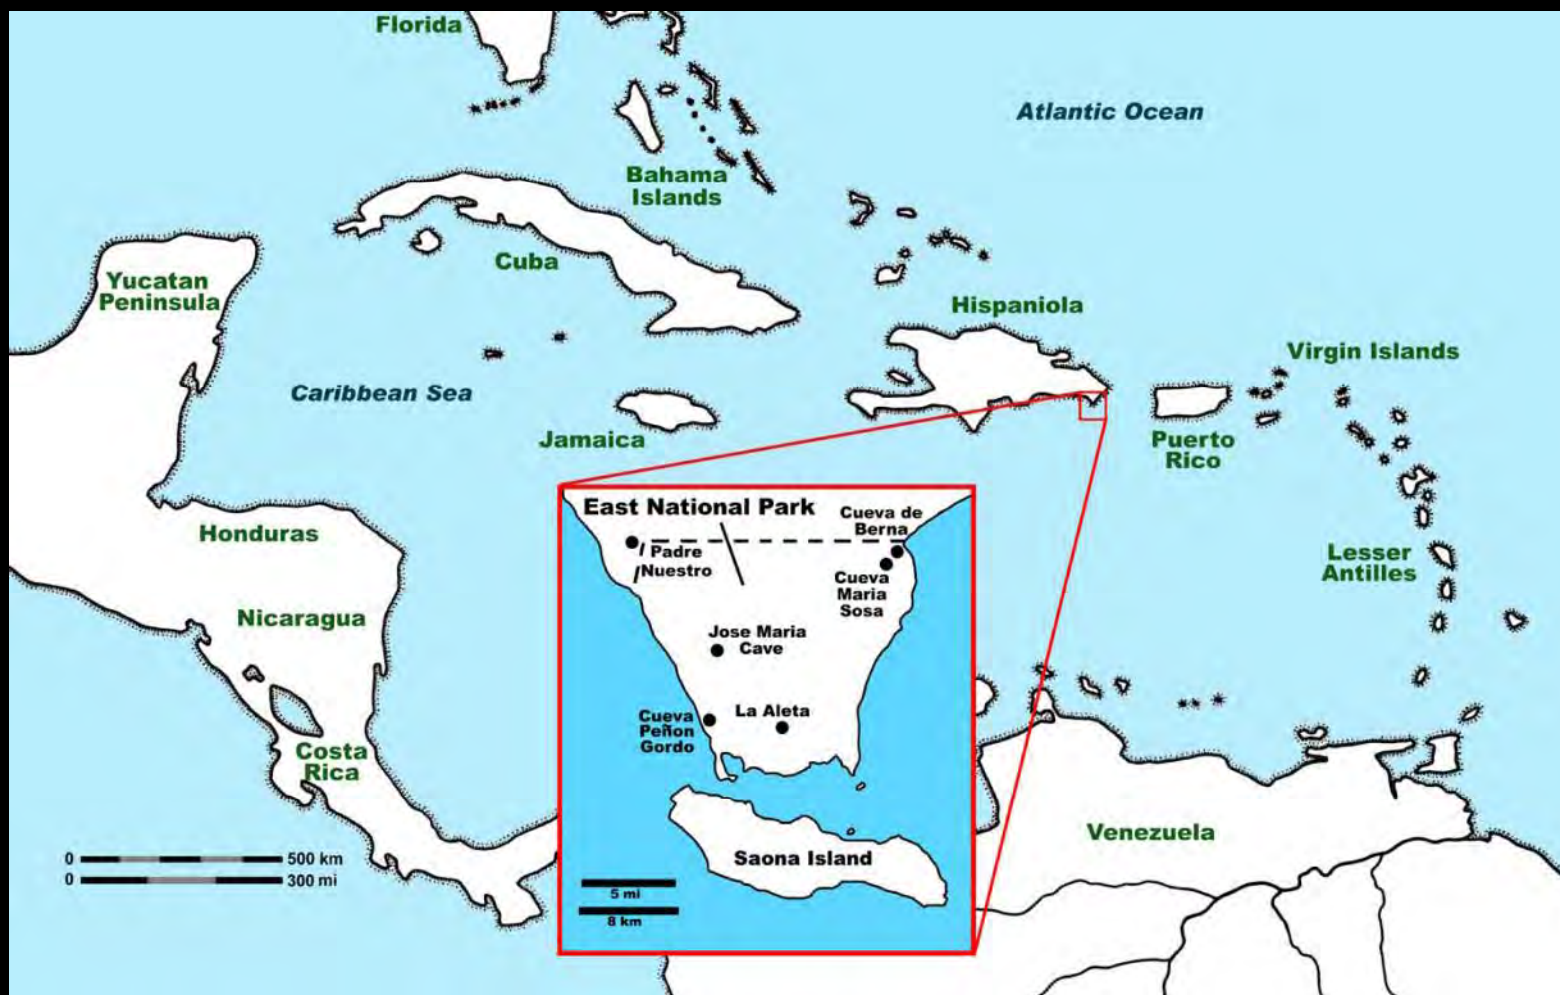 Florida
Atlantic Ocean
Bahama
Islands
Cuba
Yucatan
Peninsula
Hispaniola
Virgin Islands
Caribbean Sea
Jamaica
Puerto
Rico
Honduras
Lesser
Antilles
Nicaragua
Costa
Rica
Venezuela
0 500 km
0 300 mi
East National Park
Cueva de
Berna
Padre
Nuestro
Cueva
Maria
Sosa
Jose Maria
Cave
Cueva
Peñon
Gordo
La Aleta
Saona Island
5 mi
8 km